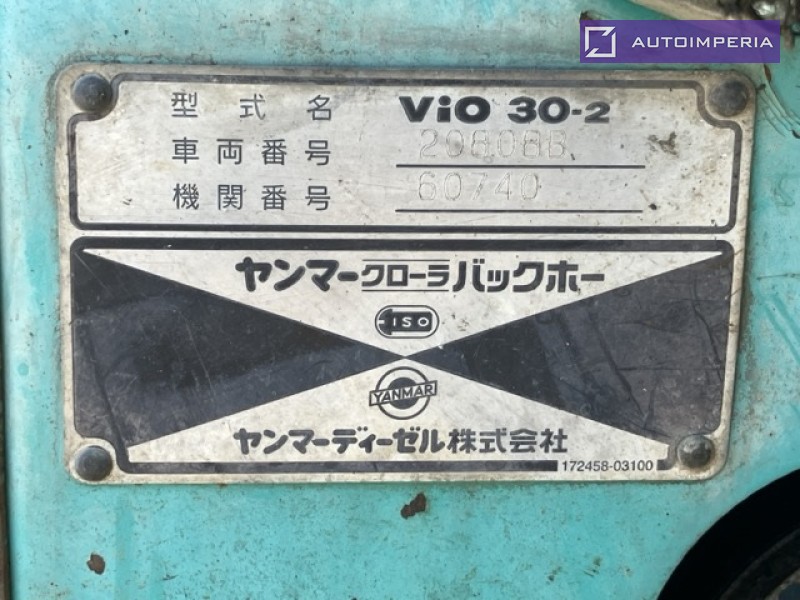 AUTOIMPERIA
型式名 ViO 30-2
車両番号 20808B
機関番号 60740
ヤンマークローラバックホー
ISO
YANMAR
ヤンマーディーゼル株式会社
172458-03100